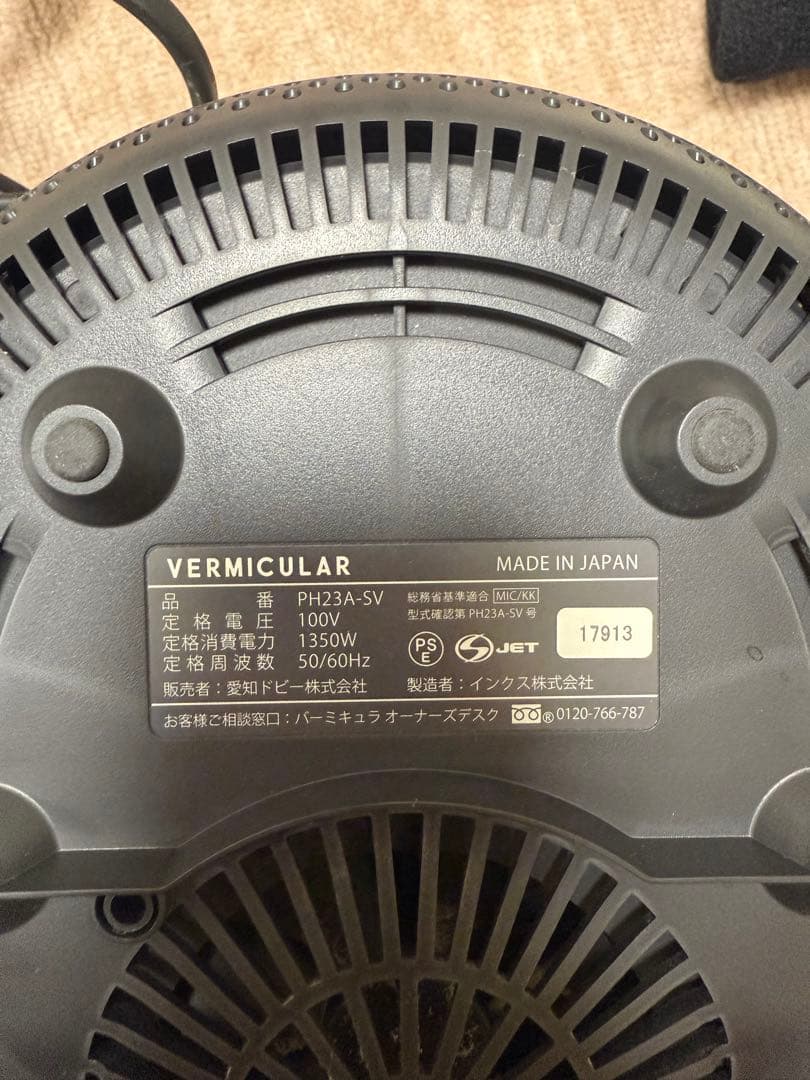 VERMICULAR MADE IN JAPAN
品番 PH23A-SV
定格電圧 100V
定格消費電力 1350W
定格周波数 50/60Hz
総務省基準適合 MIC/KK
型式確認第 PH23A-SV 号
PSE JET
17913
販売者：愛知ドビー株式会社 製造者：インクス株式会社
お客様ご相談窓口：バーミキュラ オーナーズデスク ® 0120-766-787